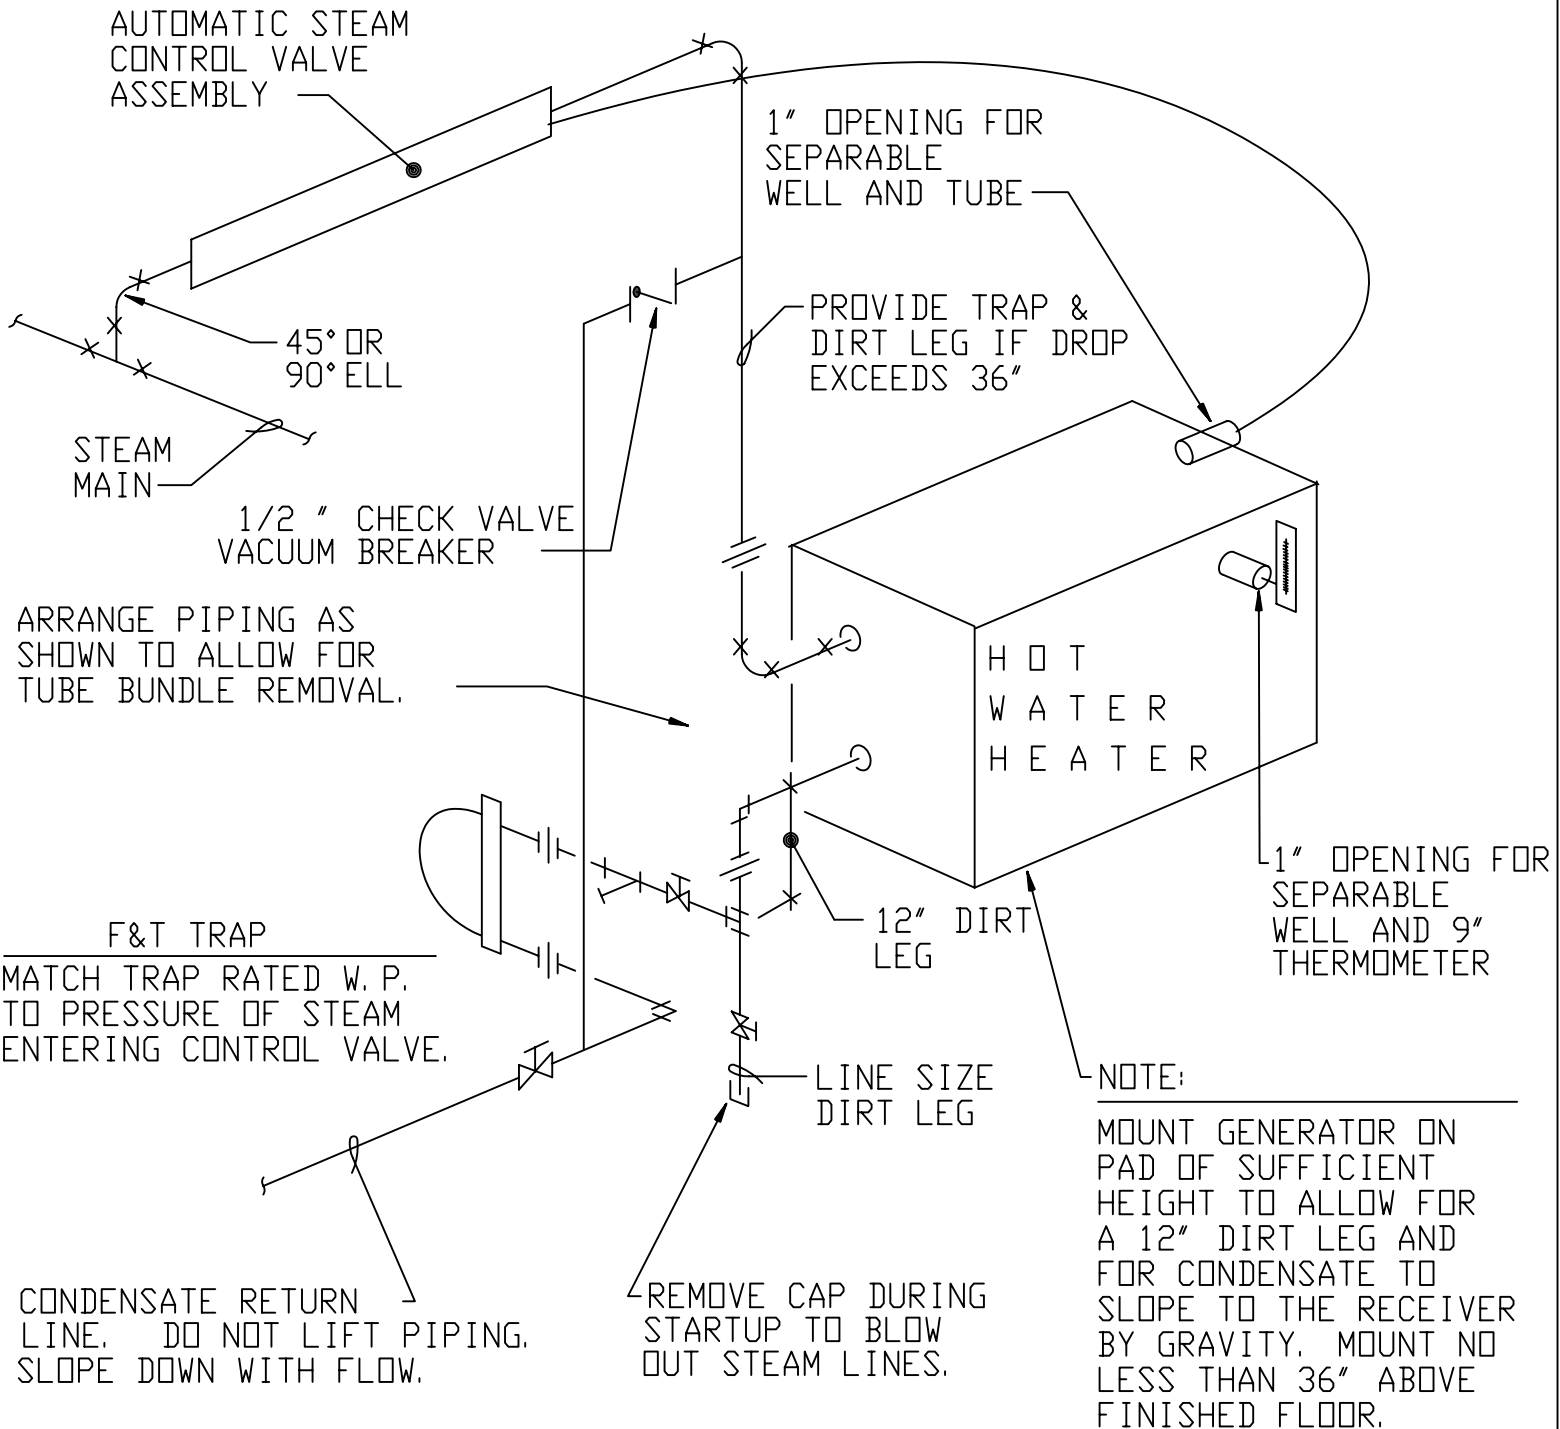 AUTOMATIC STEAM
CONTROL VALVE
ASSEMBLY
1" OPENING FOR
SEPARABLE
WELL AND TUBE
PROVIDE TRAP &
DIRT LEG IF DROP
EXCEEDS 36"
45° OR
90° ELL
STEAM
MAIN
1/2 " CHECK VALVE
VACUUM BREAKER
ARRANGE PIPING AS
SHOWN TO ALLOW FOR
TUBE BUNDLE REMOVAL.
HOT
WATER
HEATER
1" OPENING FOR
SEPARABLE
WELL AND 9"
THERMOMETER
12" DIRT
LEG
F&T TRAP
MATCH TRAP RATED W.P.
TO PRESSURE OF STEAM
ENTERING CONTROL VALVE.
LINE SIZE
DIRT LEG
NOTE:
MOUNT GENERATOR ON
PAD OF SUFFICIENT
HEIGHT TO ALLOW FOR
A 12" DIRT LEG AND
FOR CONDENSATE TO
SLOPE TO THE RECEIVER
BY GRAVITY. MOUNT NO
LESS THAN 36" ABOVE
FINISHED FLOOR.
CONDENSATE RETURN
LINE. DO NOT LIFT PIPING.
SLOPE DOWN WITH FLOW.
REMOVE CAP DURING
STARTUP TO BLOW
OUT STEAM LINES.